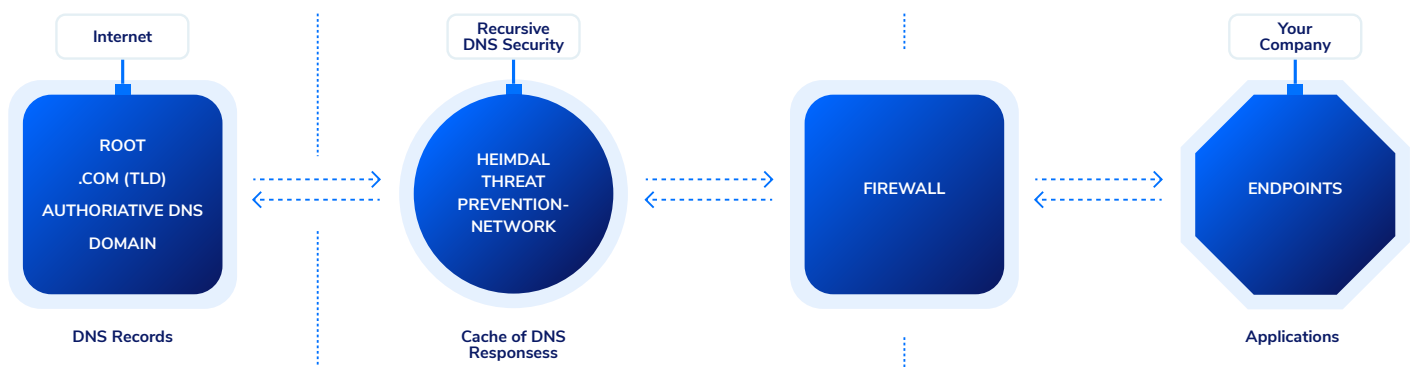 Internet
ROOT
.COM (TLD)
AUTHORIATIVE DNS
DOMAIN
DNS Records
Recursive
DNS Security
HEIMDAL
THREAT
PREVENTION-
NETWORK
Cache of DNS
Responsess
FIREWALL
Your
Company
ENDPOINTS
Applications